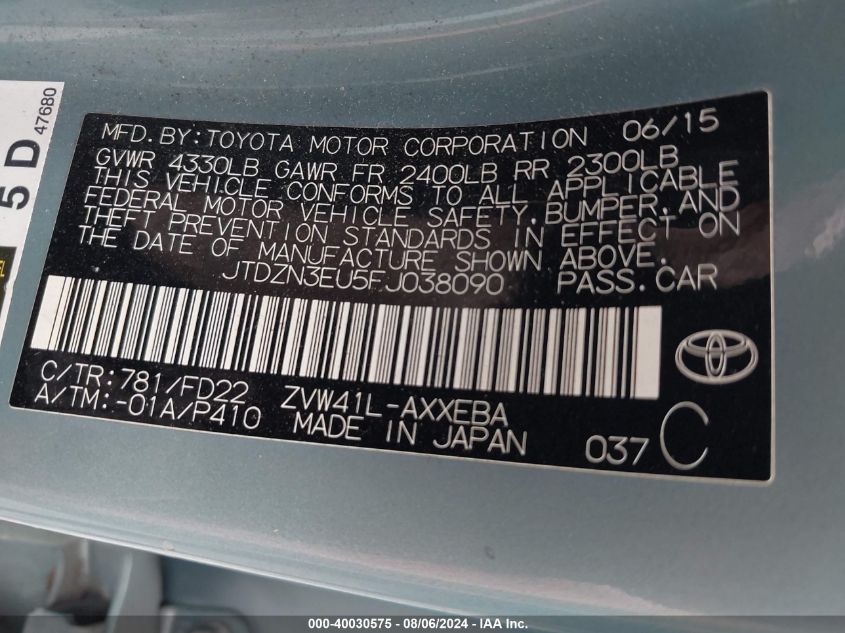 MFD.BY:TOYOTA MOTOR CORPORATION 06/15
GVWR 4330LB GAWR FR 2400LB RR 2300LB
THIS VEHICLE CONFORMS TO ALL APPLICABLE
FEDERAL MOTOR VEHICLE SAFETY,BUMPER,AND
THEFT PREVENTION STANDARDS IN EFFECT ON
THE DATE OF MANUFACTURE SHOWN ABOVE.
JTDZN3EU5FJ038090 PASS.CAR
C/TR:781/FD22 ZVW41L-AXXEBA
A/TM:-01A/P410 MADE IN JAPAN 037 C
5 D 47680
000-40030575 - 08/06/2024 - IAA Inc.